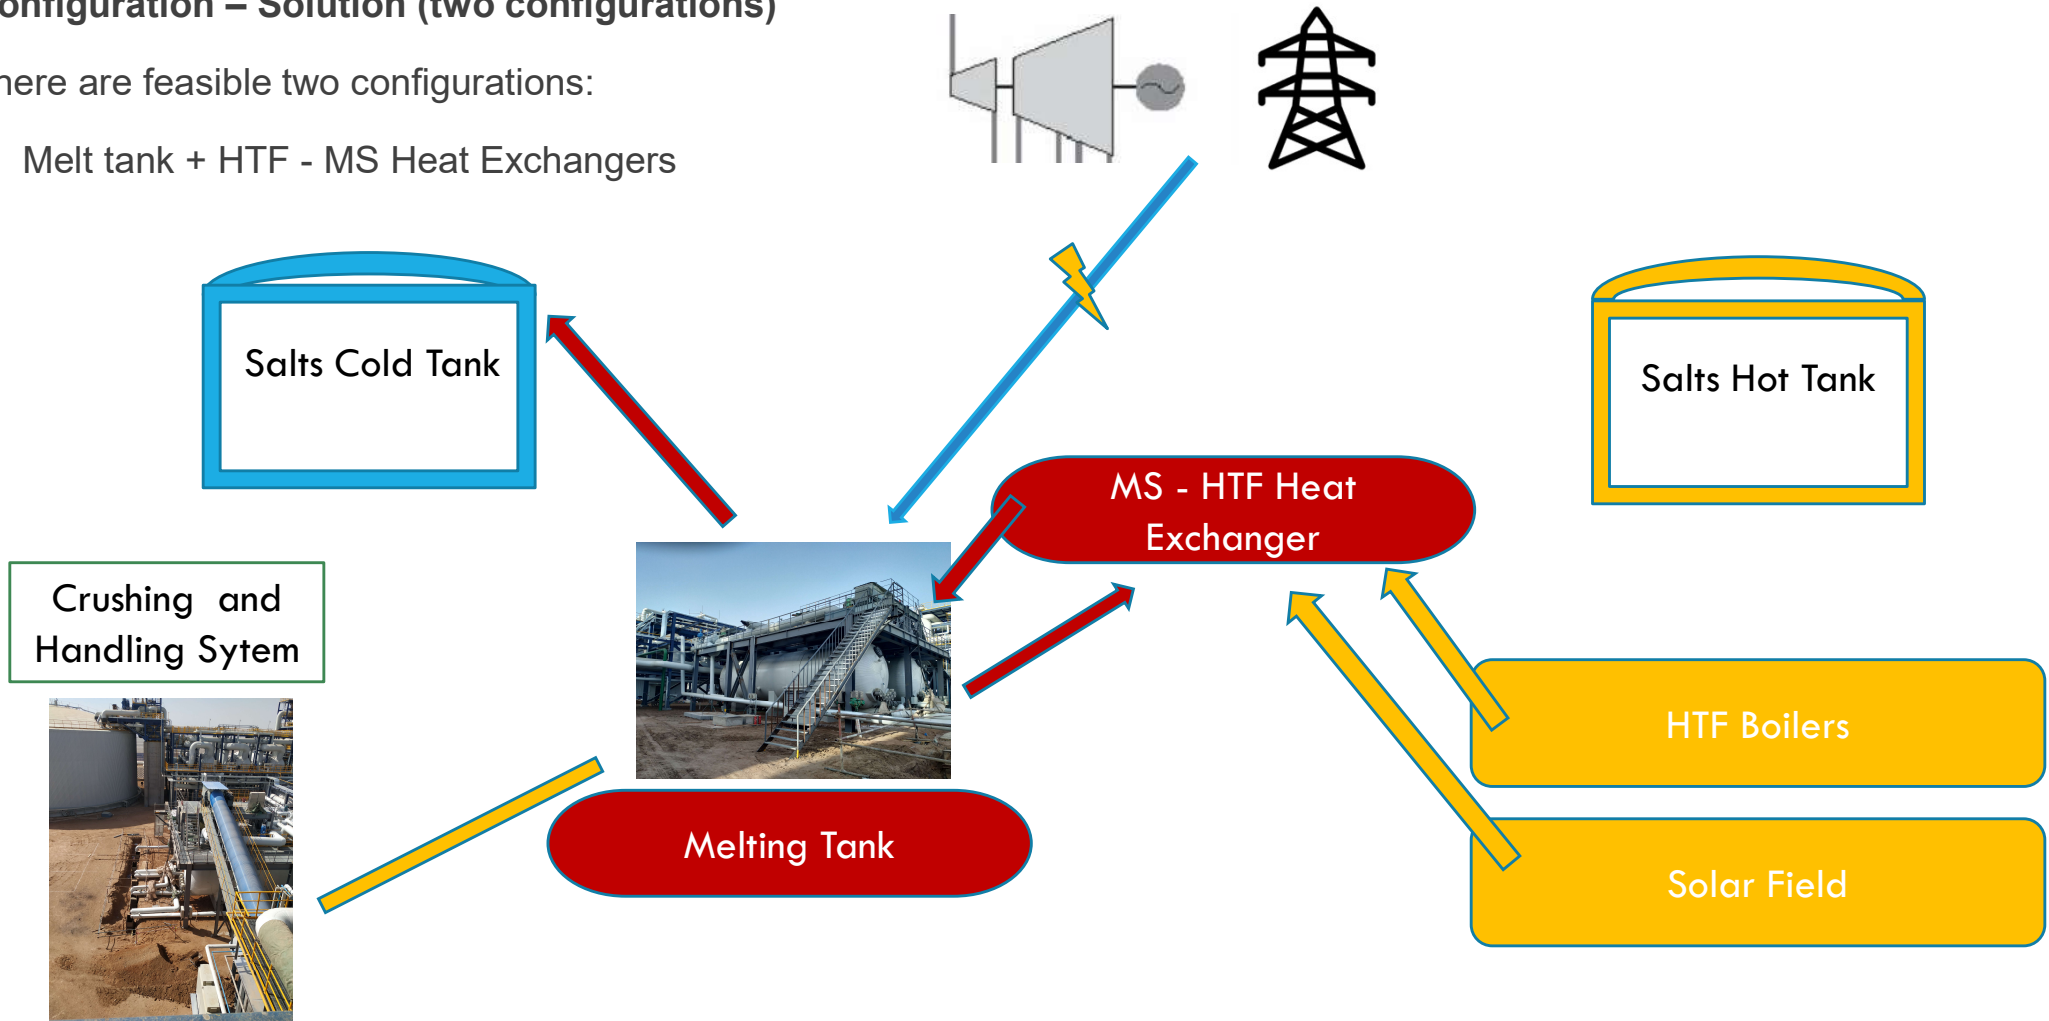 onfiguration – Solution (two configurations)
here are feasible two configurations:
Melt tank + HTF - MS Heat Exchangers
Salts Cold Tank
Salts Hot Tank
MS - HTF Heat
Exchanger
Crushing and
Handling Sytem
HTF Boilers
Melting Tank
Solar Field